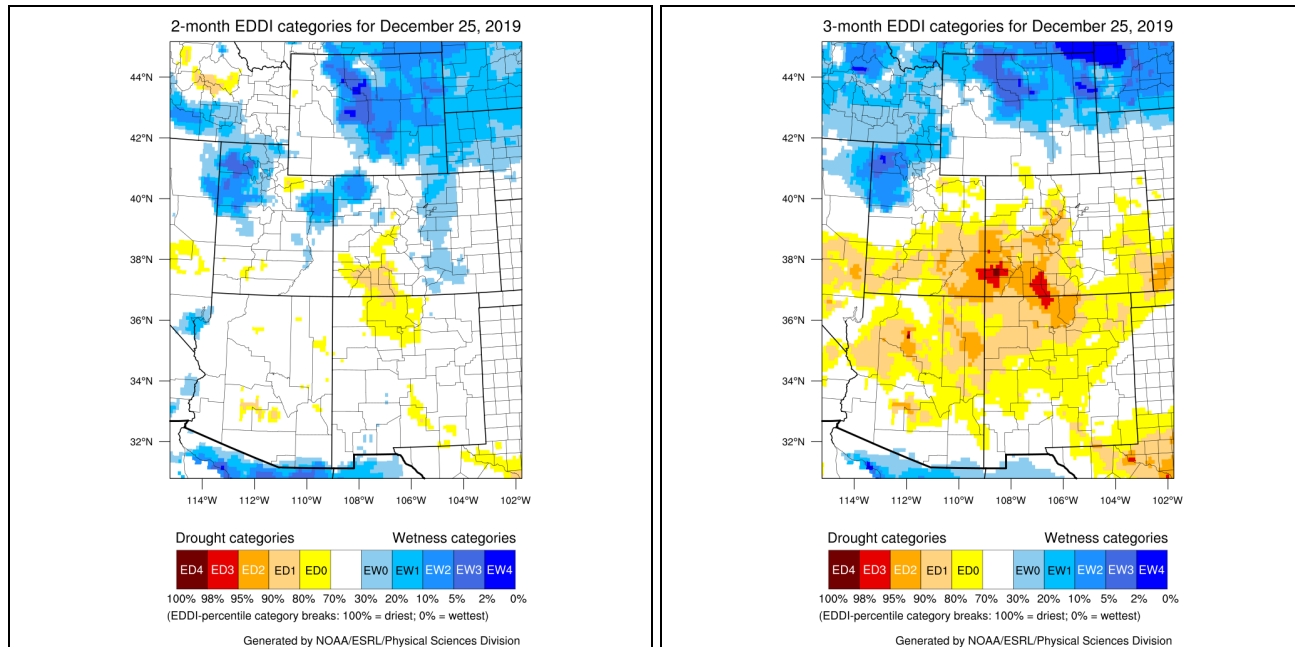 2-month EDDI categories for December 25, 2019
44°N
42°N
40°N
38°N
36°N
34°N
32°N
114°W 112°W 110°W 108°W 106°W 104°W 102°W
Drought categories Wetness categories
ED4 ED3 ED2 ED1 ED0 EW0 EW1 EW2 EW3 EW4
100% 98% 95% 90% 80% 70% 30% 20% 10% 5% 2% 0%
(EDDI-percentile category breaks: 100% = driest; 0% = wettest)
Generated by NOAA/ESRL/Physical Sciences Division
3-month EDDI categories for December 25, 2019
44°N
42°N
40°N
38°N
36°N
34°N
32°N
114°W 112°W 110°W 108°W 106°W 104°W 102°W
Drought categories Wetness categories
ED4 ED3 ED2 ED1 ED0 EW0 EW1 EW2 EW3 EW4
100% 98% 95% 90% 80% 70% 30% 20% 10% 5% 2% 0%
(EDDI-percentile category breaks: 100% = driest; 0% = wettest)
Generated by NOAA/ESRL/Physical Sciences Division